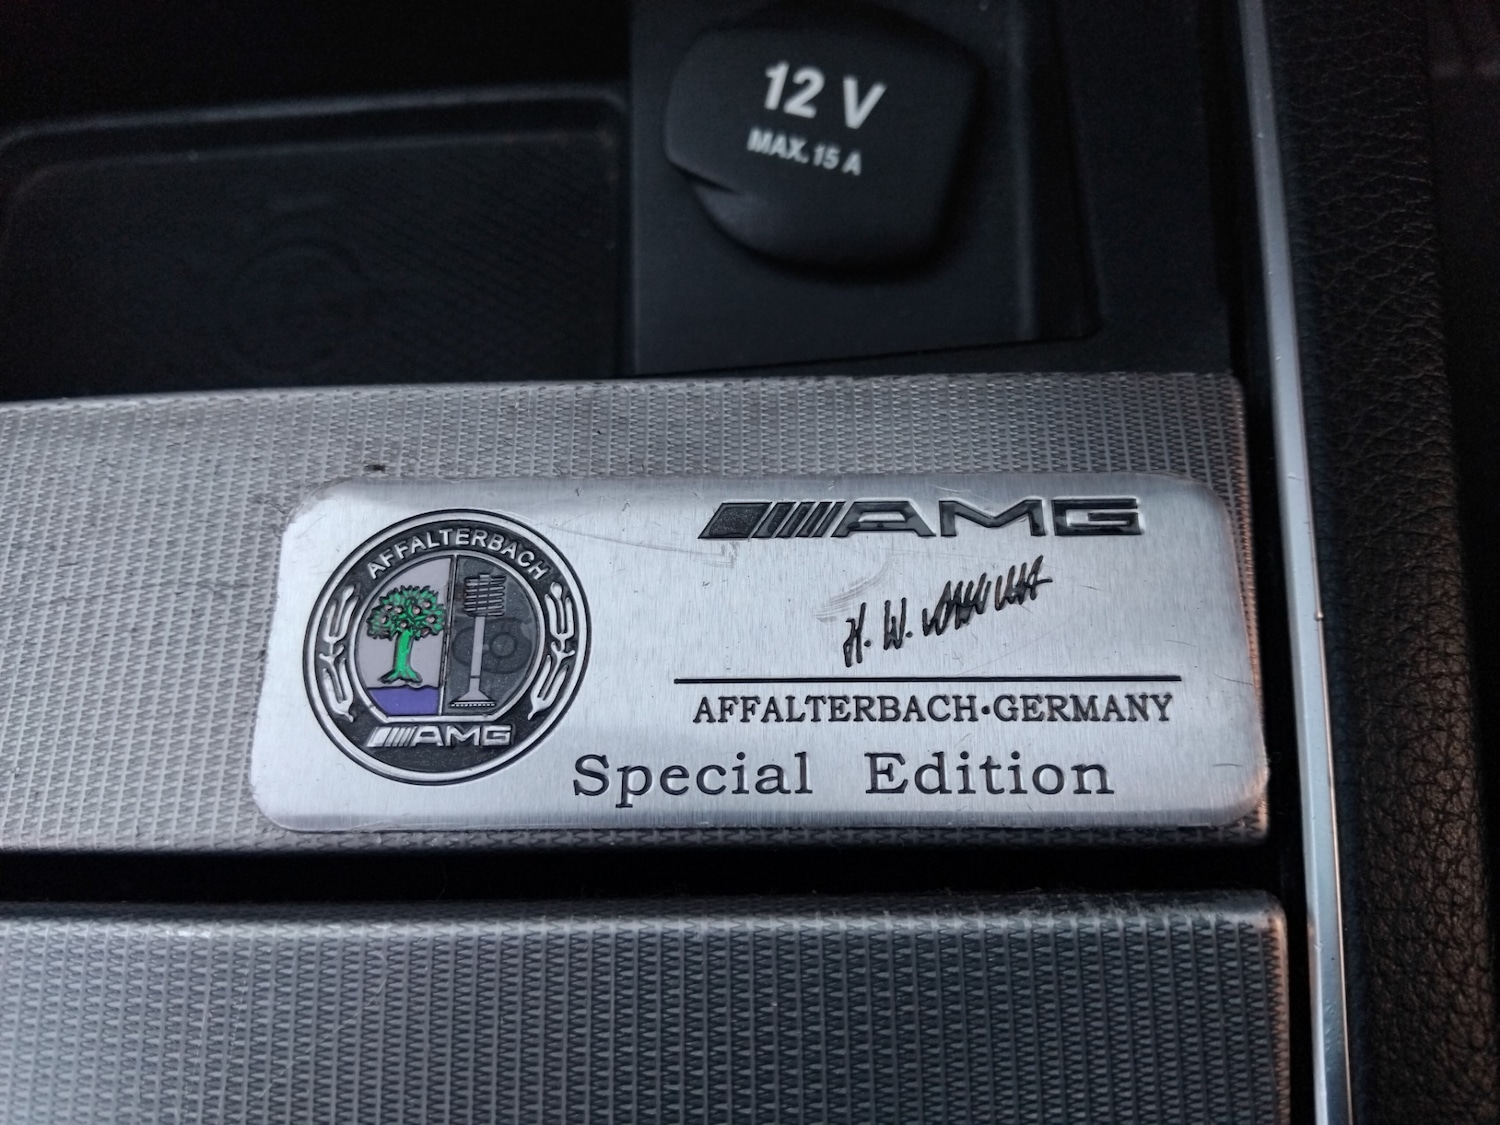 12 V
MAX. 15 A
AFFALTERBACH
AMG
AMG
H. W.
AFFALTERBACH•GERMANY
Special Edition